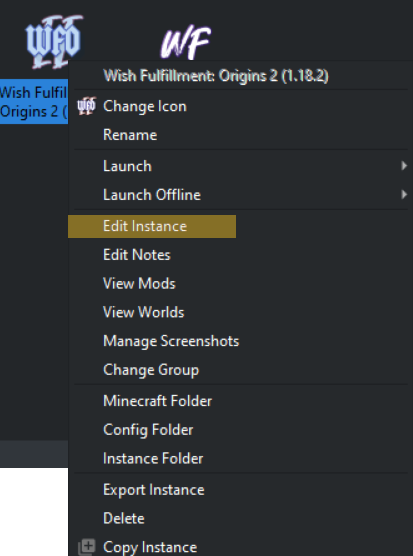 WFO
WF
Wish Fulfil
Origins 2 (
Wish Fulfillment: Origins 2 (1.18.2)
WFO
Change Icon
Rename
Launch
Launch Offline
Edit Instance
Edit Notes
View Mods
View Worlds
Manage Screenshots
Change Group
Minecraft Folder
Config Folder
Instance Folder
Export Instance
Delete
Copy Instance